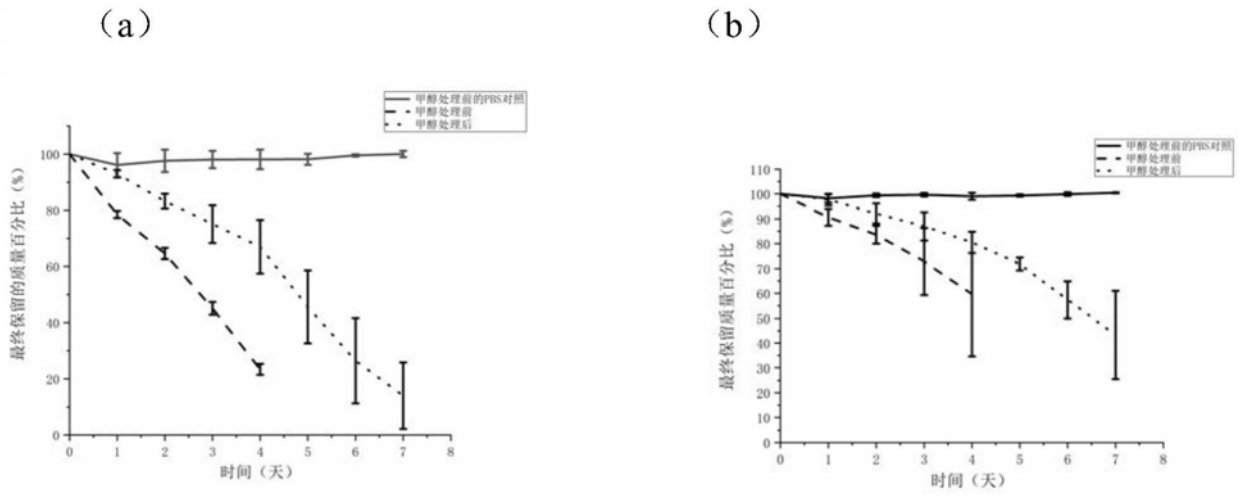 （a）
甲醇处理前的PBS对照
甲醇处理前
甲醇处理后
最终保留的质量百分比（%）
100
80
60
40
20
0
0 1 2 3 4 5 6 7 8
时间（天）
（b）
甲醇处理前的PBS对照
甲醇处理前
甲醇处理后
最终保留质量百分比（%）
110
100
90
80
70
60
50
40
30
20
10
0
0 1 2 3 4 5 6 7 8
时间（天）